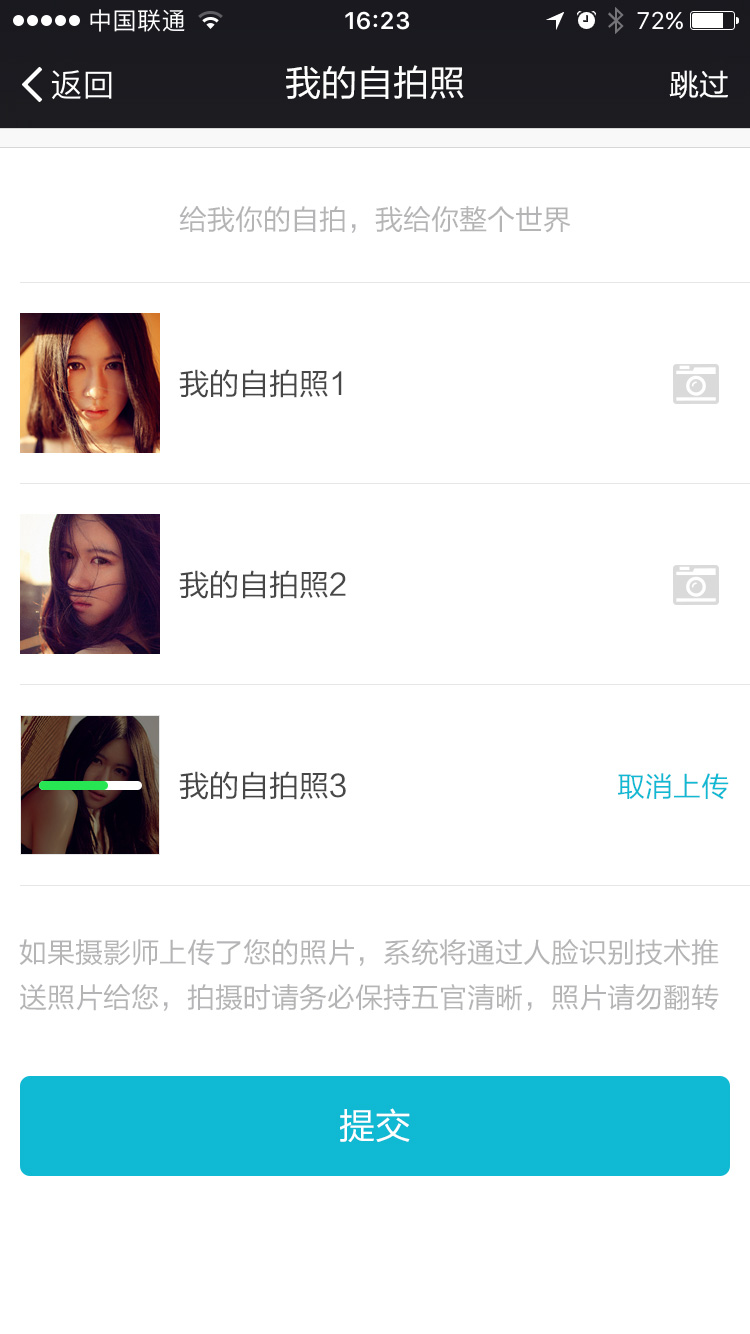 中国联通 16:23 72%
返回 我的自拍照 跳过
给我你的自拍，我给你整个世界
我的自拍照1
我的自拍照2
我的自拍照3 取消上传
如果摄影师上传了您的照片，系统将通过人脸识别技术推
送照片给您，拍摄时请务必保持五官清晰，照片请勿翻转
提交